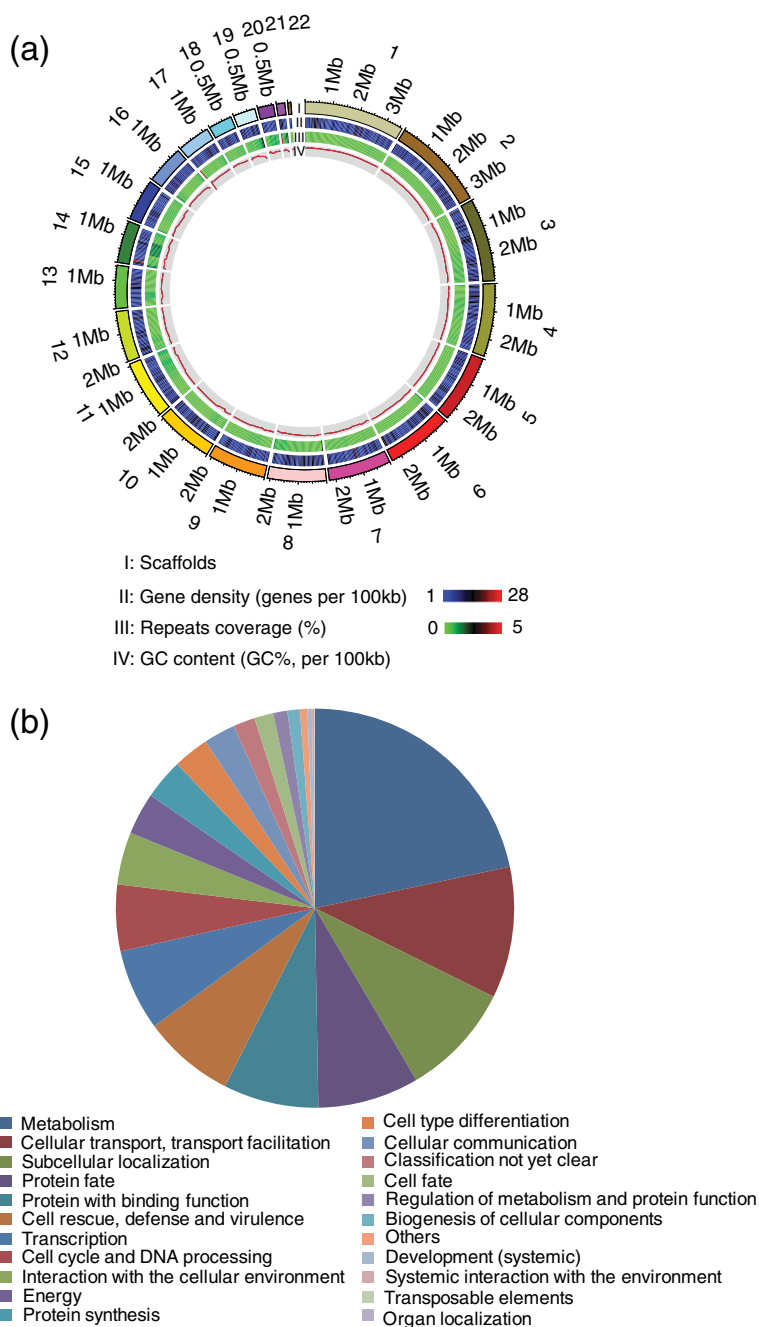 (a)
1
1Mb
2Mb
3Mb
2
1Mb
2Mb
3Mb
3
1Mb
2Mb
4
1Mb
2Mb
5
1Mb
2Mb
6
1Mb
2Mb
7
1Mb
2Mb
8
1Mb
2Mb
9
1Mb
2Mb
10
1Mb
2Mb
11
1Mb
2Mb
12
1Mb
13
1Mb
14
1Mb
15
1Mb
16
1Mb
17
1Mb
18
0.5Mb
19
0.5Mb
20
0.5Mb
21
22
I
II
III
IV
I: Scaffolds
II: Gene density (genes per 100kb) 1 28
III: Repeats coverage (%) 0 5
IV: GC content (GC%, per 100kb)
(b)
Metabolism
Cellular transport, transport facilitation
Subcellular localization
Protein fate
Protein with binding function
Cell rescue, defense and virulence
Transcription
Cell cycle and DNA processing
Interaction with the cellular environment
Energy
Protein synthesis
Cell type differentiation
Cellular communication
Classification not yet clear
Cell fate
Regulation of metabolism and protein function
Biogenesis of cellular components
Others
Development (systemic)
Systemic interaction with the environment
Transposable elements
Organ localization